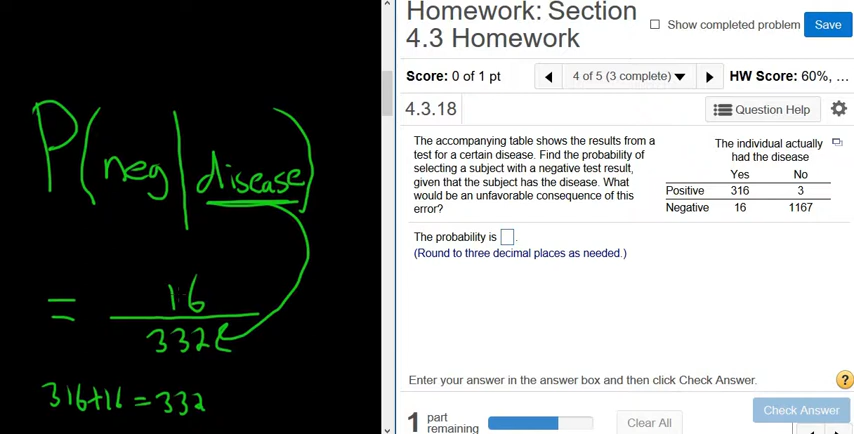 P(neg|disease)
= 16
332
316+16=332
Homework: Section 4.3 Homework
Show completed problem
Save
Score: 0 of 1 pt
4 of 5 (3 complete)
HW Score: 60%, ...
4.3.18
Question Help
The accompanying table shows the results from a
test for a certain disease. Find the probability of
selecting a subject with a negative test result,
given that the subject has the disease. What
would be an unfavorable consequence of this
error?
The individual actually
had the disease
Yes No
Positive 316 3
Negative 16 1167
The probability is
(Round to three decimal places as needed.)
Enter your answer in the answer box and then click Check Answer.
?
1 part remaining
Clear All
Check Answer